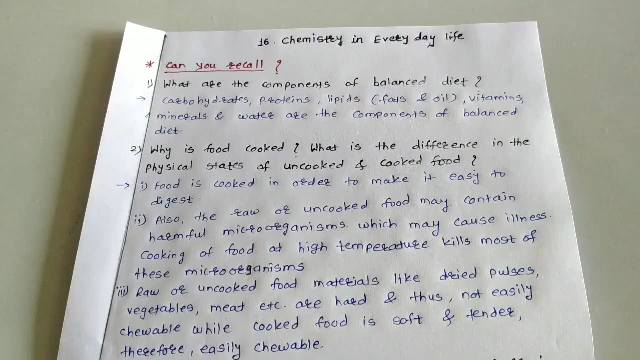 16. Chemistry in Every day life
* Can you recall ?
1) What are the components of balanced diet ?
→ Carbohydrates, proteins, lipids (fats & oil), vitamins,
minerals & water are the components of balanced
diet
2) Why is food cooked ? What is the difference in the
physical states of uncooked & cooked food ?
→ i) Food is cooked in order to make it easy to
digest
ii) Also, the raw or uncooked food may contain
harmful microorganisms which may cause illness.
Cooking of food at high temperature kills most of
these microorganisms
iii) Raw or uncooked food materials like dried pulses,
vegetables, meat etc. are hard & thus, not easily
chewable while cooked food is soft & tender,
therefore, easily chewable.